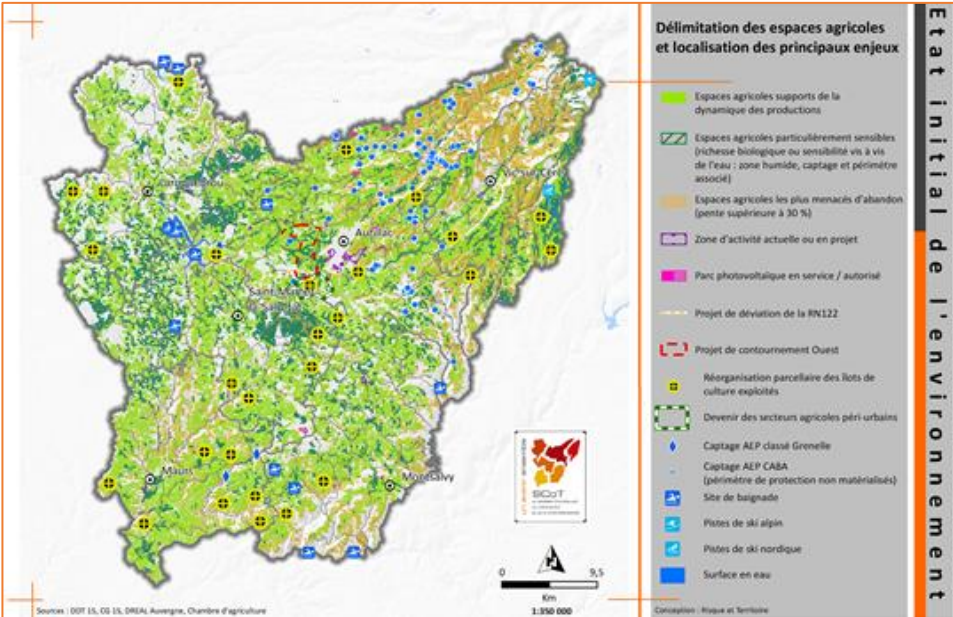 Délimitation des espaces agricoles
et localisation des principaux enjeux
Espaces agricoles supports de la
dynamique des productions
Espaces agricoles particulièrement sensibles
(richesse biologique ou sensibilité vis à vis
de l'eau : zone humide, captage et périmètre
associé)
Espaces agricoles les plus menacés d'abandon
(pente supérieure à 30 %)
Zone d'activité actuelle ou en projet
Parc photovoltaïque en service / autorisé
Projet de déviation de la RN122
Projet de contournement Ouest
Réorganisation parcellaire des îlots de
culture exploités
Devenir des secteurs agricoles péri-urbains
Captage AEP classé Grenelle
Captage AEP CABA
(périmètre de protection non matérialisés)
Site de baignade
Pistes de ski alpin
Pistes de ski nordique
Surface en eau
Conception : Risque et Territoire
Etat initial de l'environnement
Vic-sur-Cère
Aurillac
Maurs
Montsalvy
SCoT
N
0 9,5
Km
1:350 000
Sources : DDT 15, CG 15, DREAL Auvergne, Chambre d'agriculture